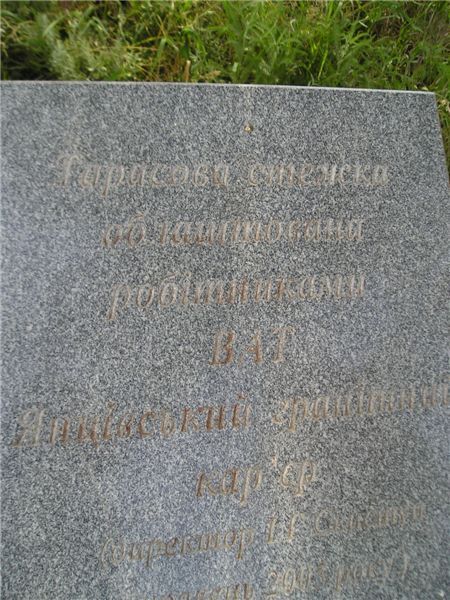 Тарасова стежка
облаштована
робітниками
ВАТ
Янцівський гранітний
кар'єр
(директор
року)